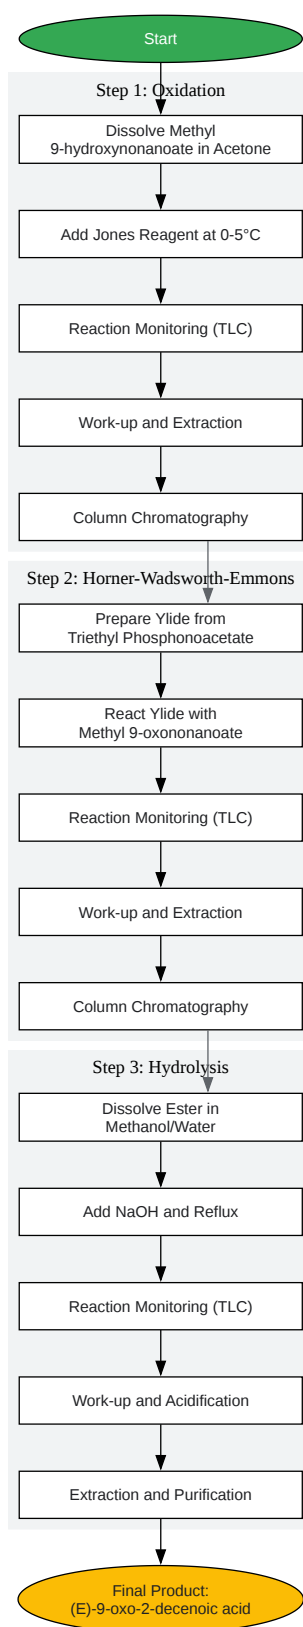 Start
Step 1: Oxidation
Dissolve Methyl
9-hydroxynonanoate in Acetone
Add Jones Reagent at 0-5°C
Reaction Monitoring (TLC)
Work-up and Extraction
Column Chromatography
Step 2: Horner-Wadsworth-Emmons
Prepare Ylide from
Triethyl Phosphonoacetate
React Ylide with
Methyl 9-oxononanoate
Reaction Monitoring (TLC)
Work-up and Extraction
Column Chromatography
Step 3: Hydrolysis
Dissolve Ester in
Methanol/Water
Add NaOH and Reflux
Reaction Monitoring (TLC)
Work-up and Acidification
Extraction and Purification
Final Product:
(E)-9-oxo-2-decenoic acid